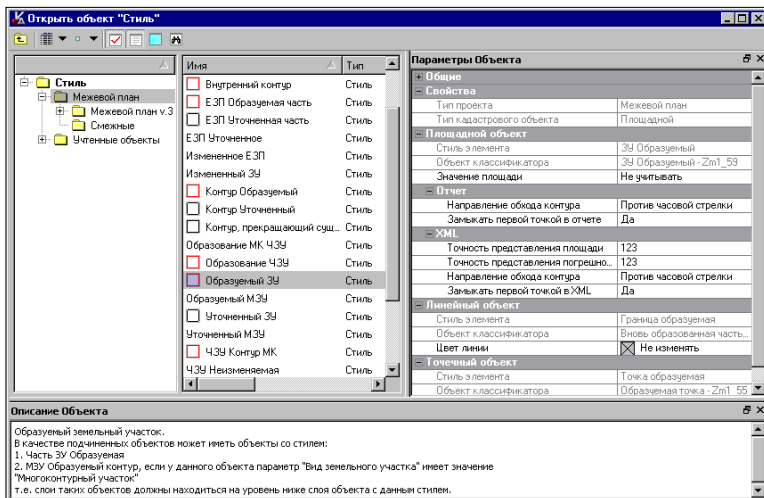 Открыть объект "Стиль"
Стиль
Межевой план
Межевой план v.3
Смежные
Учтенные объекты
Имя Тип
Внутренний контур Стиль
ЕЗП Образуемая часть Стиль
ЕЗП Уточненная часть Стиль
ЕЗП Уточненное Стиль
Измененное ЕЗП Стиль
Измененный ЗУ Стиль
Контур Образуемый Стиль
Контур Уточненный Стиль
Контур, прекращающий сущ... Стиль
Образование МК ЧЗУ Стиль
Образование ЧЗУ Стиль
Образуемый ЗУ Стиль
Образуемый МЗУ Стиль
Уточненный ЗУ Стиль
Уточненный МЗУ Стиль
ЧЗУ Контур МК Стиль
ЧЗУ Неизменяемая Стиль
Параметры Объекта
Общие
Свойства
Тип проекта Межевой план
Тип кадастрового объекта Площадной
Площадной объект
Стиль элемента ЗУ Образуемый
Объект классификатора ЗУ Образуемый - Zm1_59
Значение площади Не учитывать
Отчет
Направление обхода контура Против часовой стрелки
Замыкать первой точкой в отчете Да
XML
Точность представления площади 123
Точность представления погрешно... 123
Направление обхода контура Против часовой стрелки
Замыкать первой точкой в XML Да
Линейный объект
Стиль элемента Граница образуемая
Объект классификатора Вновь образованная часть...
Цвет линии Не изменять
Точечный объект
Стиль элемента Точка образуемая
Объект классификатора Образуемая точка - Zm1_55
Описание Объекта
Образуемый земельный участок.
В качестве подчиненных объектов может иметь объекты со стилем:
1. Часть ЗУ Образуемая
2. МЗУ Образуемый контур, если у данного объекта параметр "Вид земельного участка" имеет значение
"Многоконтурный участок"
т.е. слои таких объектов должны находиться на уровень ниже слоя объекта с данным стилем.